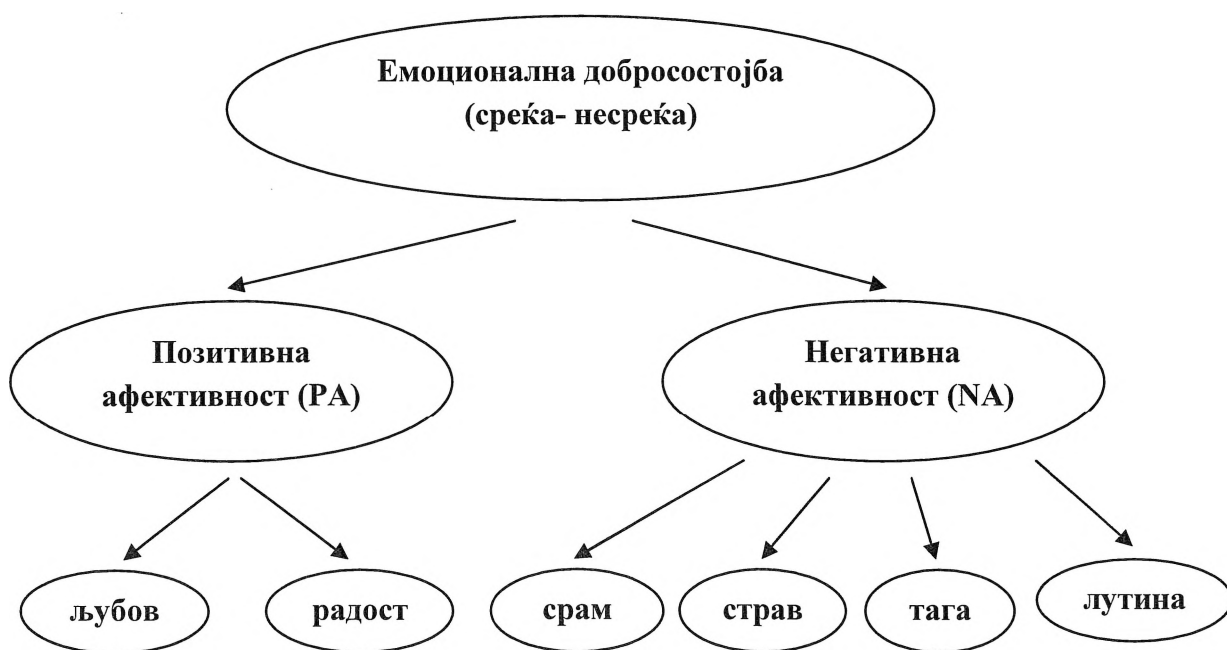 Емоционална добросостојба
(среќа- несреќа)
Позитивна
афективност (PA)
Негативна
афективност (NA)
љубов
радост
срам
страв
тага
лутина